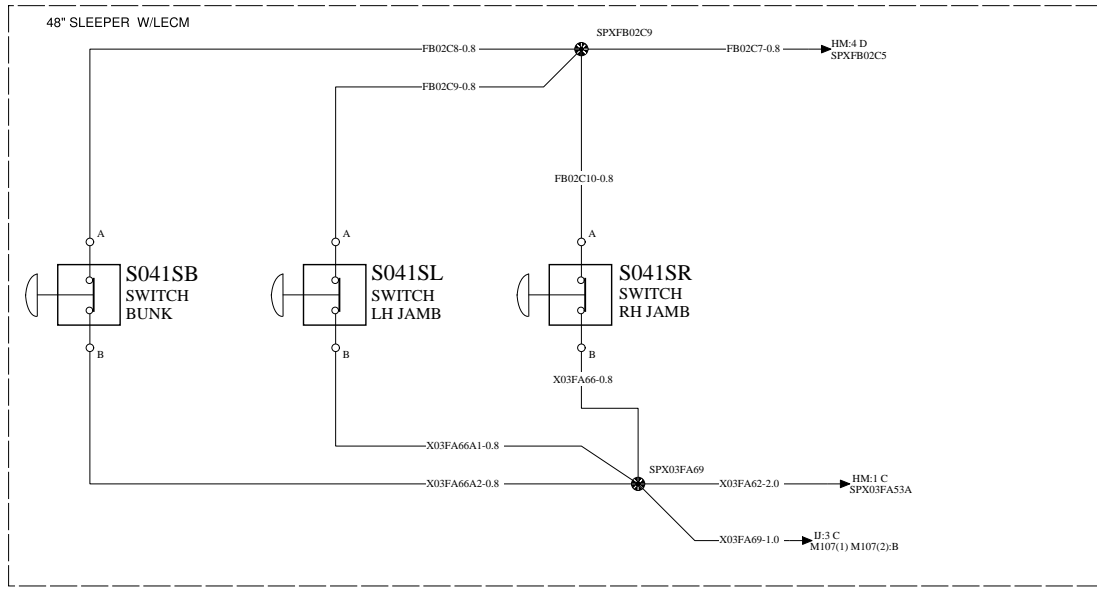 48" SLEEPER W/LECM
SPXFB02C9
FB02C8-0.8
FB02C7-0.8
HM:4 D
SPXFB02C5
FB02C9-0.8
FB02C10-0.8
A
A
A
S041SB
SWITCH
BUNK
S041SL
SWITCH
LH JAMB
S041SR
SWITCH
RH JAMB
B
B
B
X03FA66-0.8
X03FA66A1-0.8
SPX03FA69
X03FA66A2-0.8
X03FA62-2.0
HM:1 C
SPX03FA53A
X03FA69-1.0
IJ:3 C
M107(1) M107(2):B